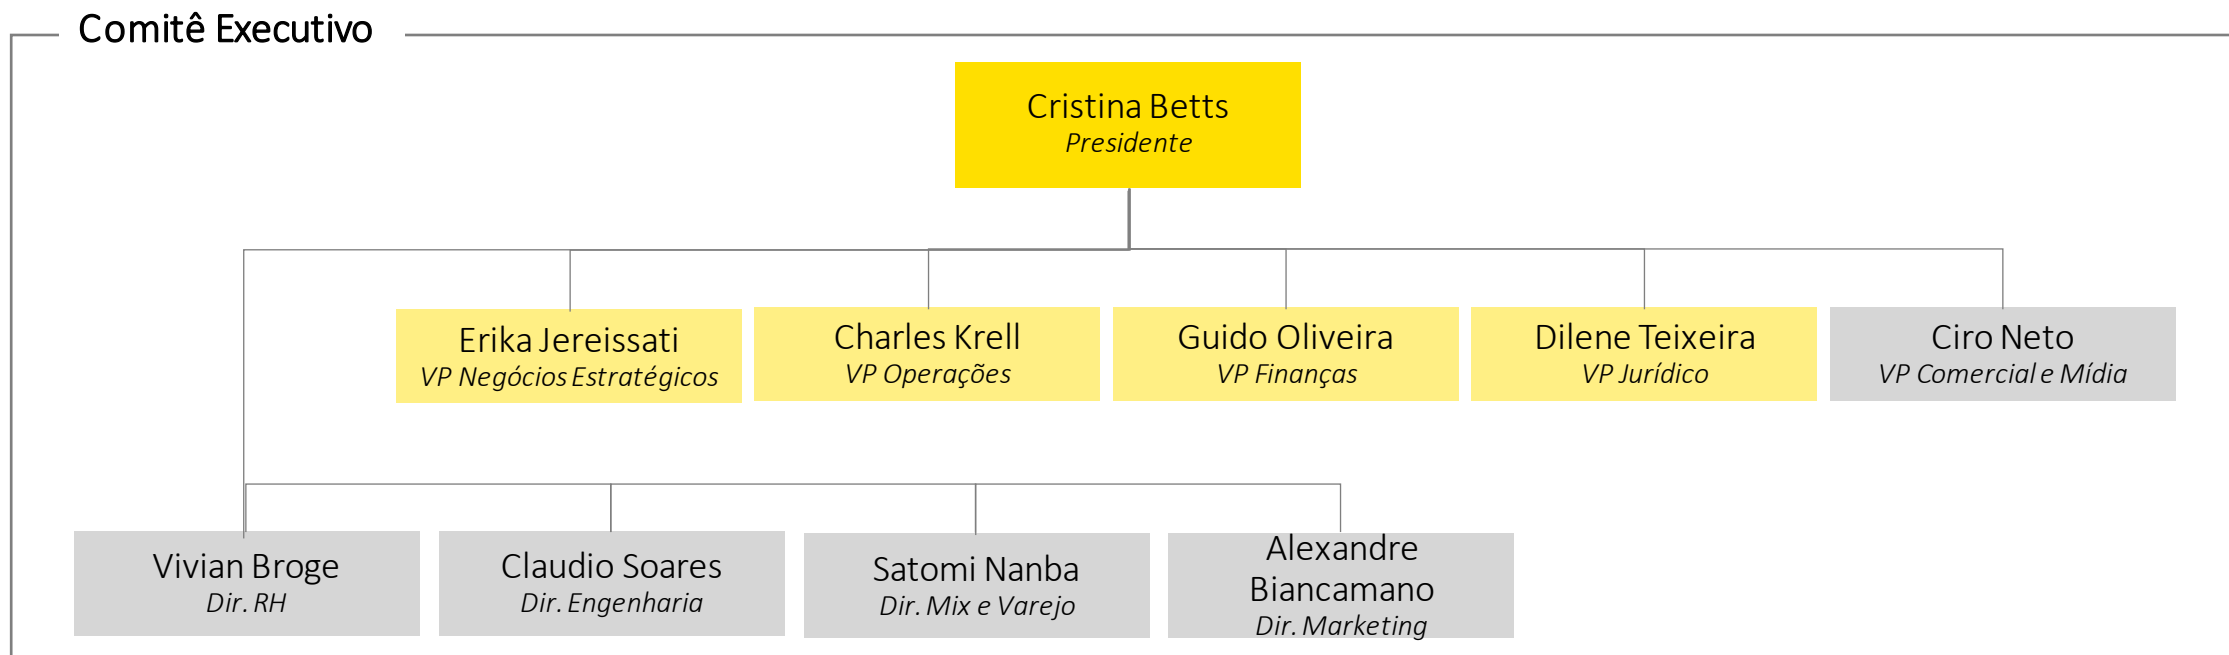 Comitê Executivo
Cristina Betts
Presidente
Erika Jereissati
VP Negócios Estratégicos
Charles Krell
VP Operações
Guido Oliveira
VP Finanças
Dilene Teixeira
VP Jurídico
Ciro Neto
VP Comercial e Mídia
Vivian Broge
Dir. RH
Claudio Soares
Dir. Engenharia
Satomi Nanba
Dir. Mix e Varejo
Alexandre
Biancamano
Dir. Marketing